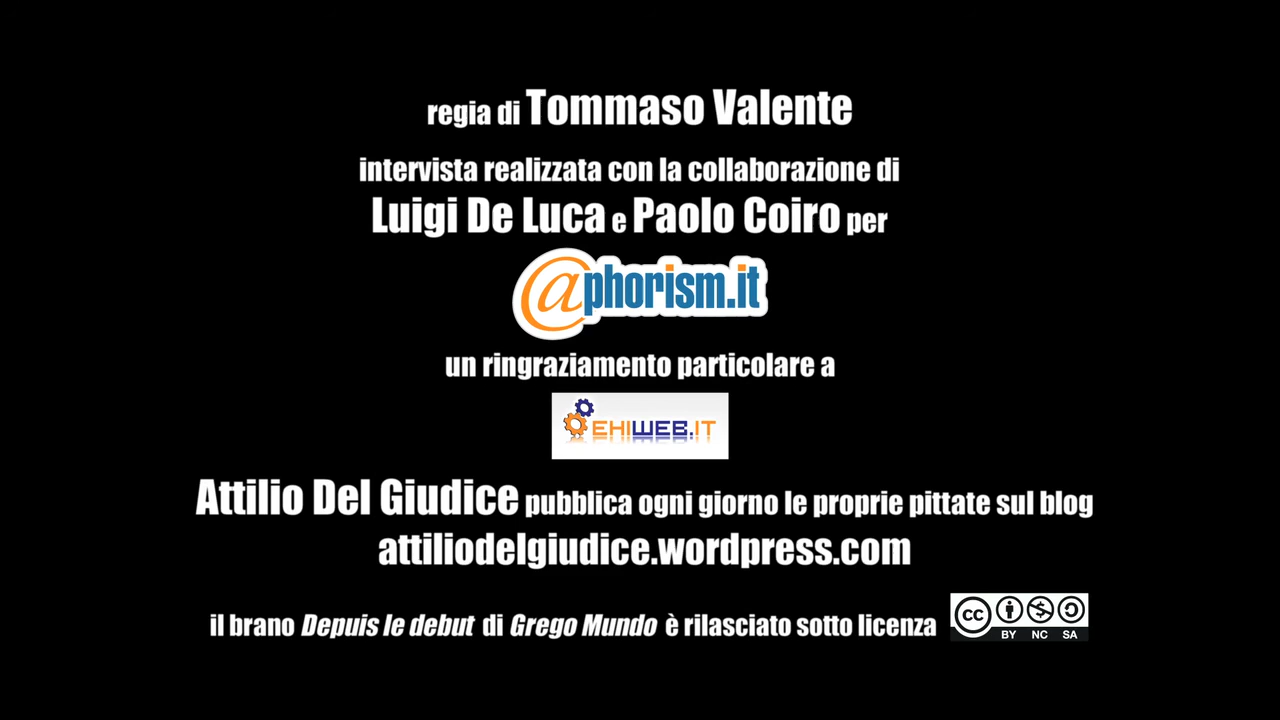 regia di Tommaso Valente
intervista realizzata con la collaborazione di
Luigi De Luca e Paolo Coiro per
@phorism.it
un ringraziamento particolare a
EHIWEB.IT
Attilio Del Giudice pubblica ogni giorno le proprie pittate sul blog
attiliodelgiudice.wordpress.com
il brano Depuis le debut di Grego Mundo è rilasciato sotto licenza cc
BY NC SA